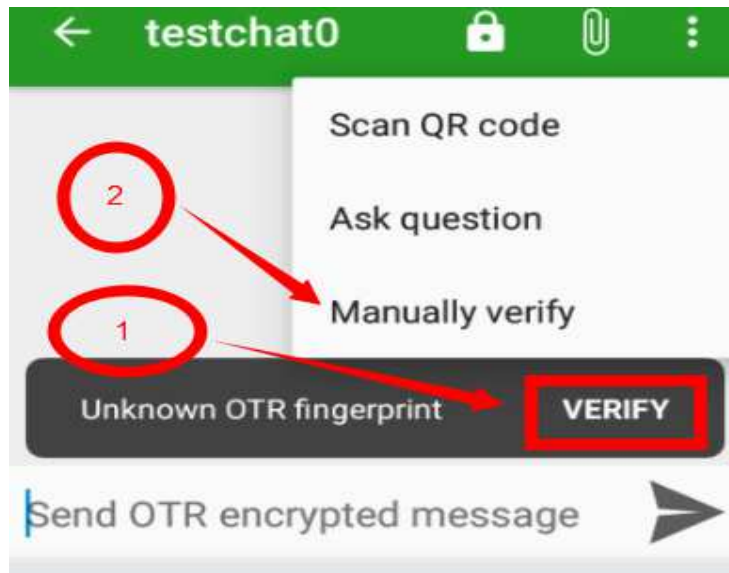 testchat0
Scan QR code
2
Ask question
Manually verify
1
Unknown OTR fingerprint VERIFY
Send OTR encrypted message